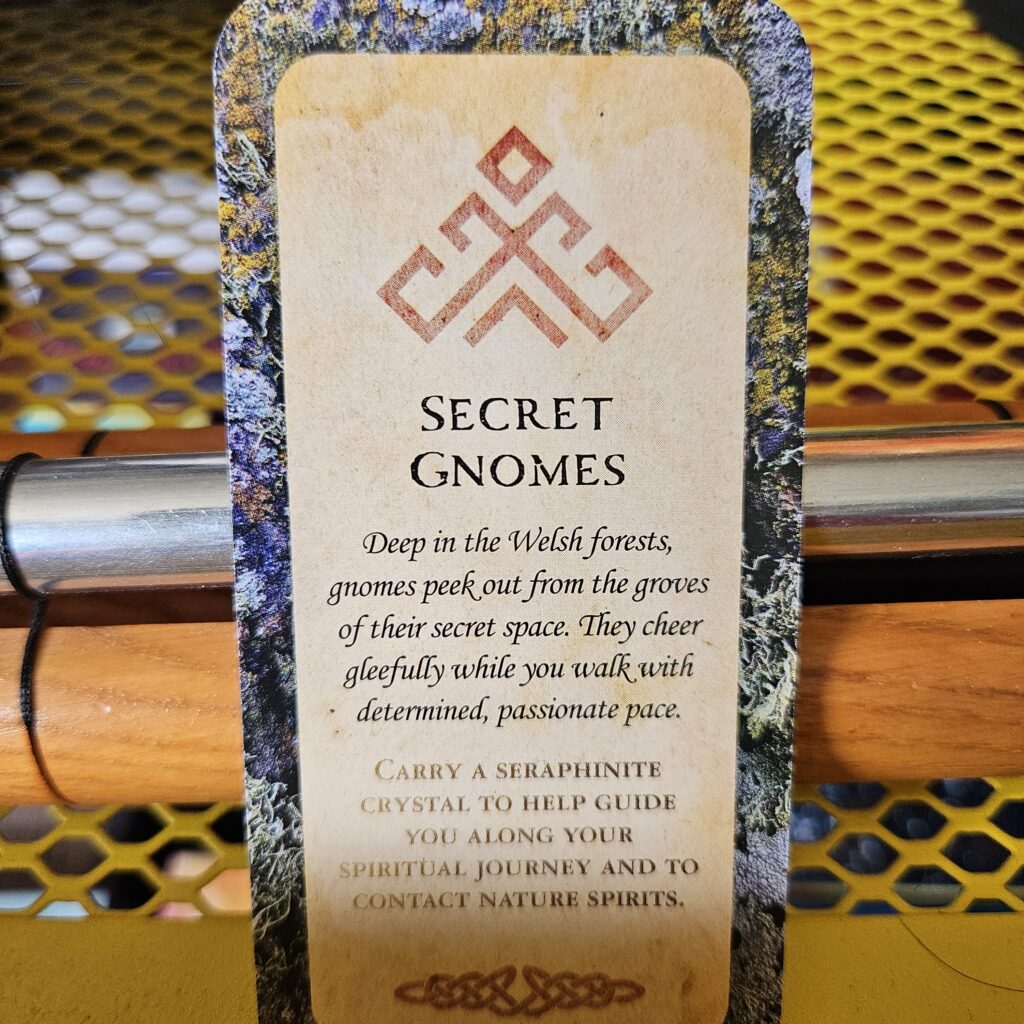 SECRET
GNOMES
Deep in the Welsh forests,
gnomes peek out from the groves
of their secret space. They cheer
gleefully while you walk with
determined, passionate pace.
CARRY A SERAPHINITE
CRYSTAL TO HELP GUIDE
YOU ALONG YOUR
SPIRITUAL JOURNEY AND TO
CONTACT NATURE SPIRITS.